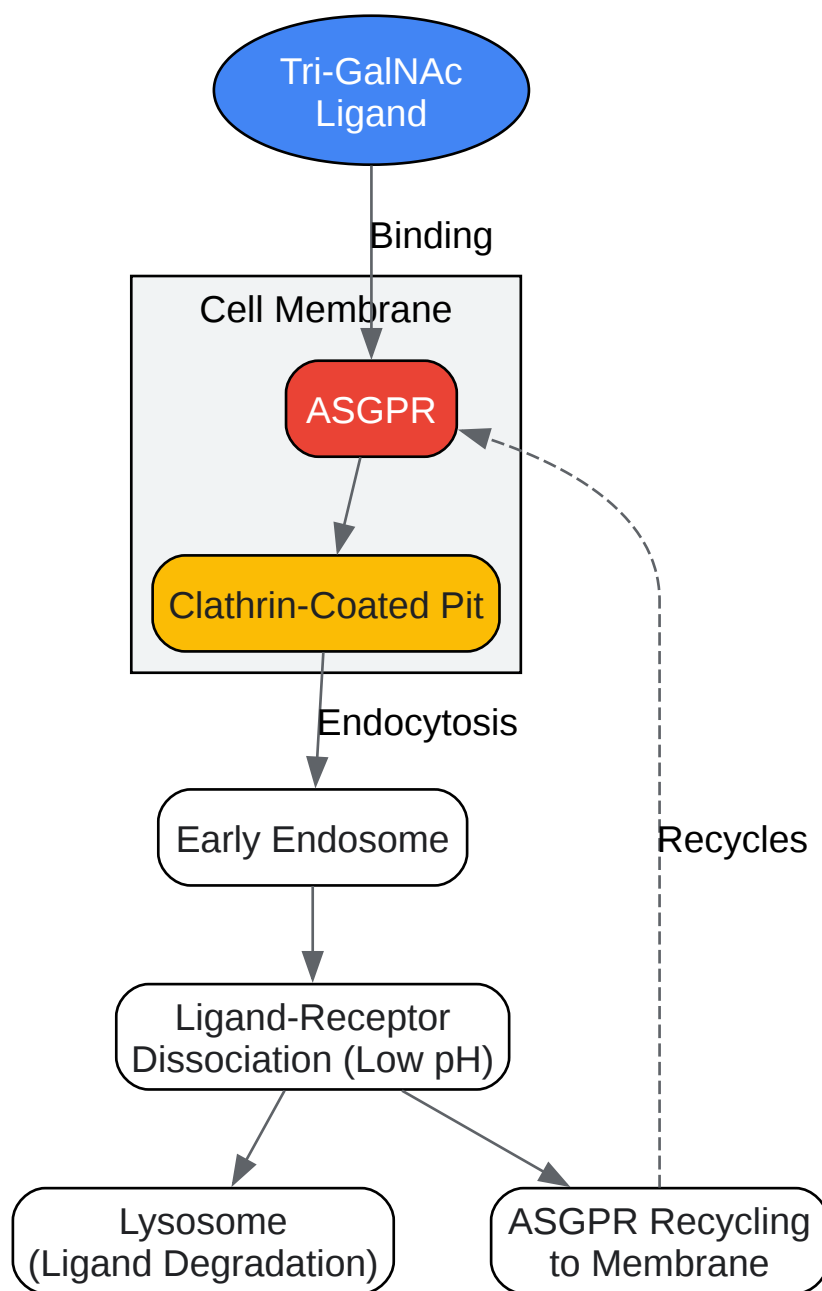 Tri-GalNAc
Ligand
Binding
Cell Membrane
ASGPR
Clathrin-Coated Pit
Endocytosis
Early Endosome
Recycles
Ligand-Receptor
Dissociation (Low pH)
Lysosome
(Ligand Degradation)
ASGPR Recycling
to Membrane